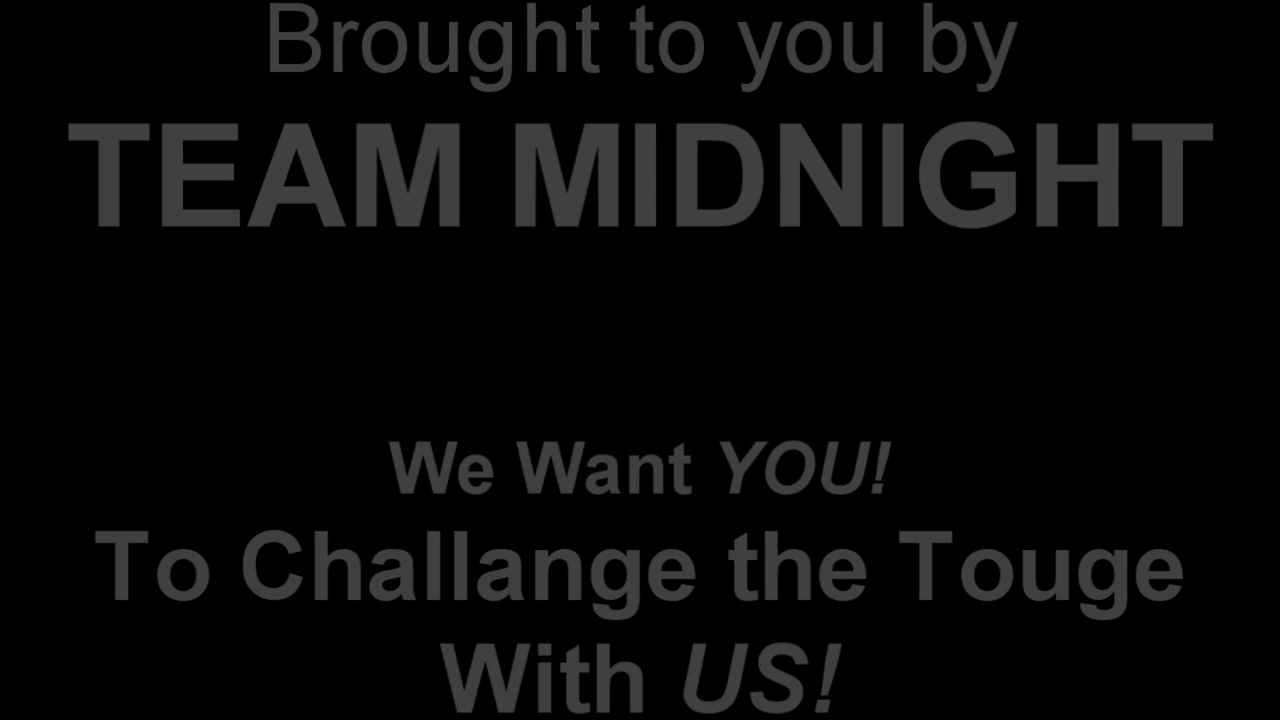 Brought to you by
TEAM MIDNIGHT
We Want YOU!
To Challange the Touge
With US!